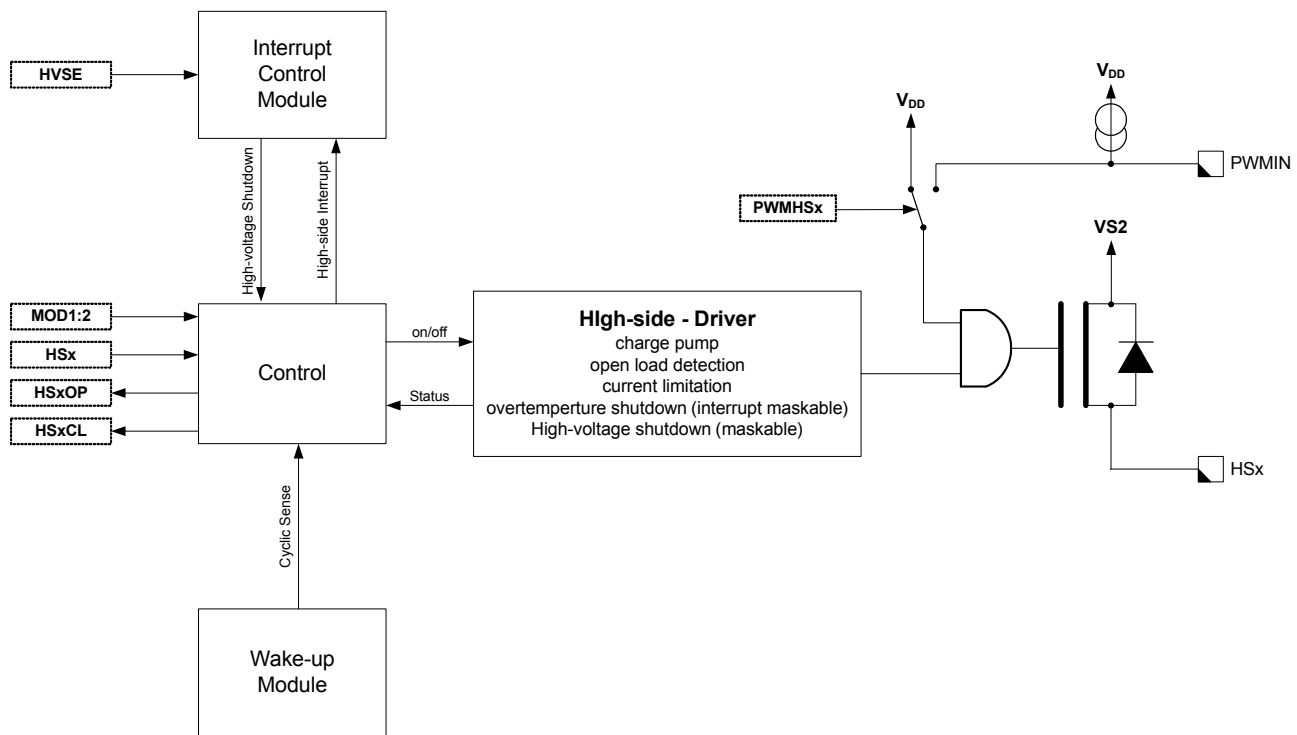 Interrupt
Control
Module
HVSE
High-voltage Shutdown
High-side Interrupt
VDD
VDD
PWMIN
PWMHSx
VS2
MOD1:2
HSx
HSxOP
HSxCL
Control
on/off
Status
HIgh-side - Driver
charge pump
open load detection
current limitation
overtemperture shutdown (interrupt maskable)
High-voltage shutdown (maskable)
HSx
Cyclic Sense
Wake-up
Module